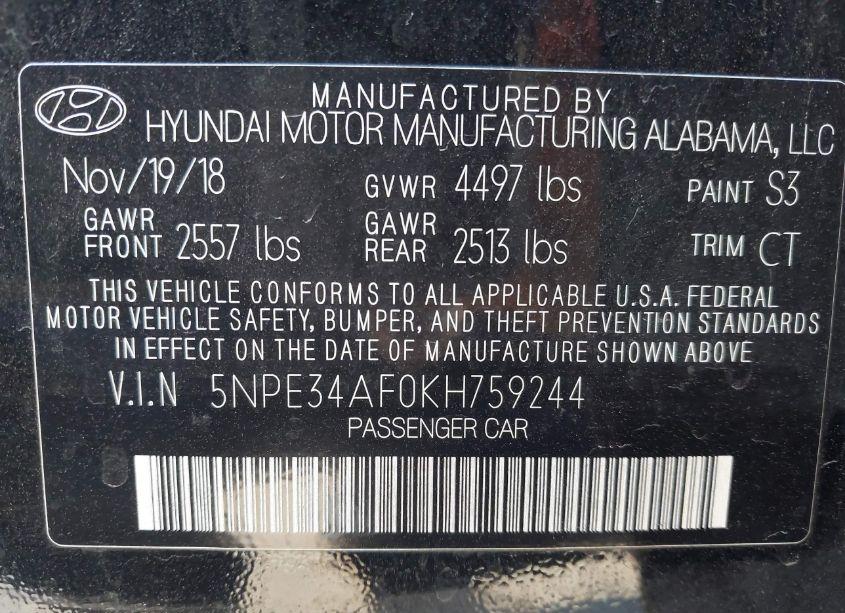 MANUFACTURED BY
HYUNDAI MOTOR MANUFACTURING ALABAMA, LLC
Nov/19/18 GVWR 4497 lbs PAINT S3
GAWR FRONT 2557 lbs GAWR REAR 2513 lbs TRIM CT
THIS VEHICLE CONFORMS TO ALL APPLICABLE U.S.A. FEDERAL
MOTOR VEHICLE SAFETY, BUMPER, AND THEFT PREVENTION STANDARDS
IN EFFECT ON THE DATE OF MANUFACTURE SHOWN ABOVE
V.I.N 5NPE34AF0KH759244
PASSENGER CAR